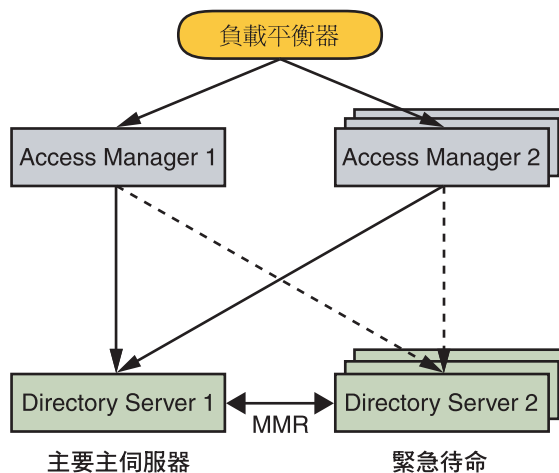 負載平衡器
Access Manager 1
Access Manager 2
Directory Server 1
MMR
Directory Server 2
主要主伺服器
緊急待命